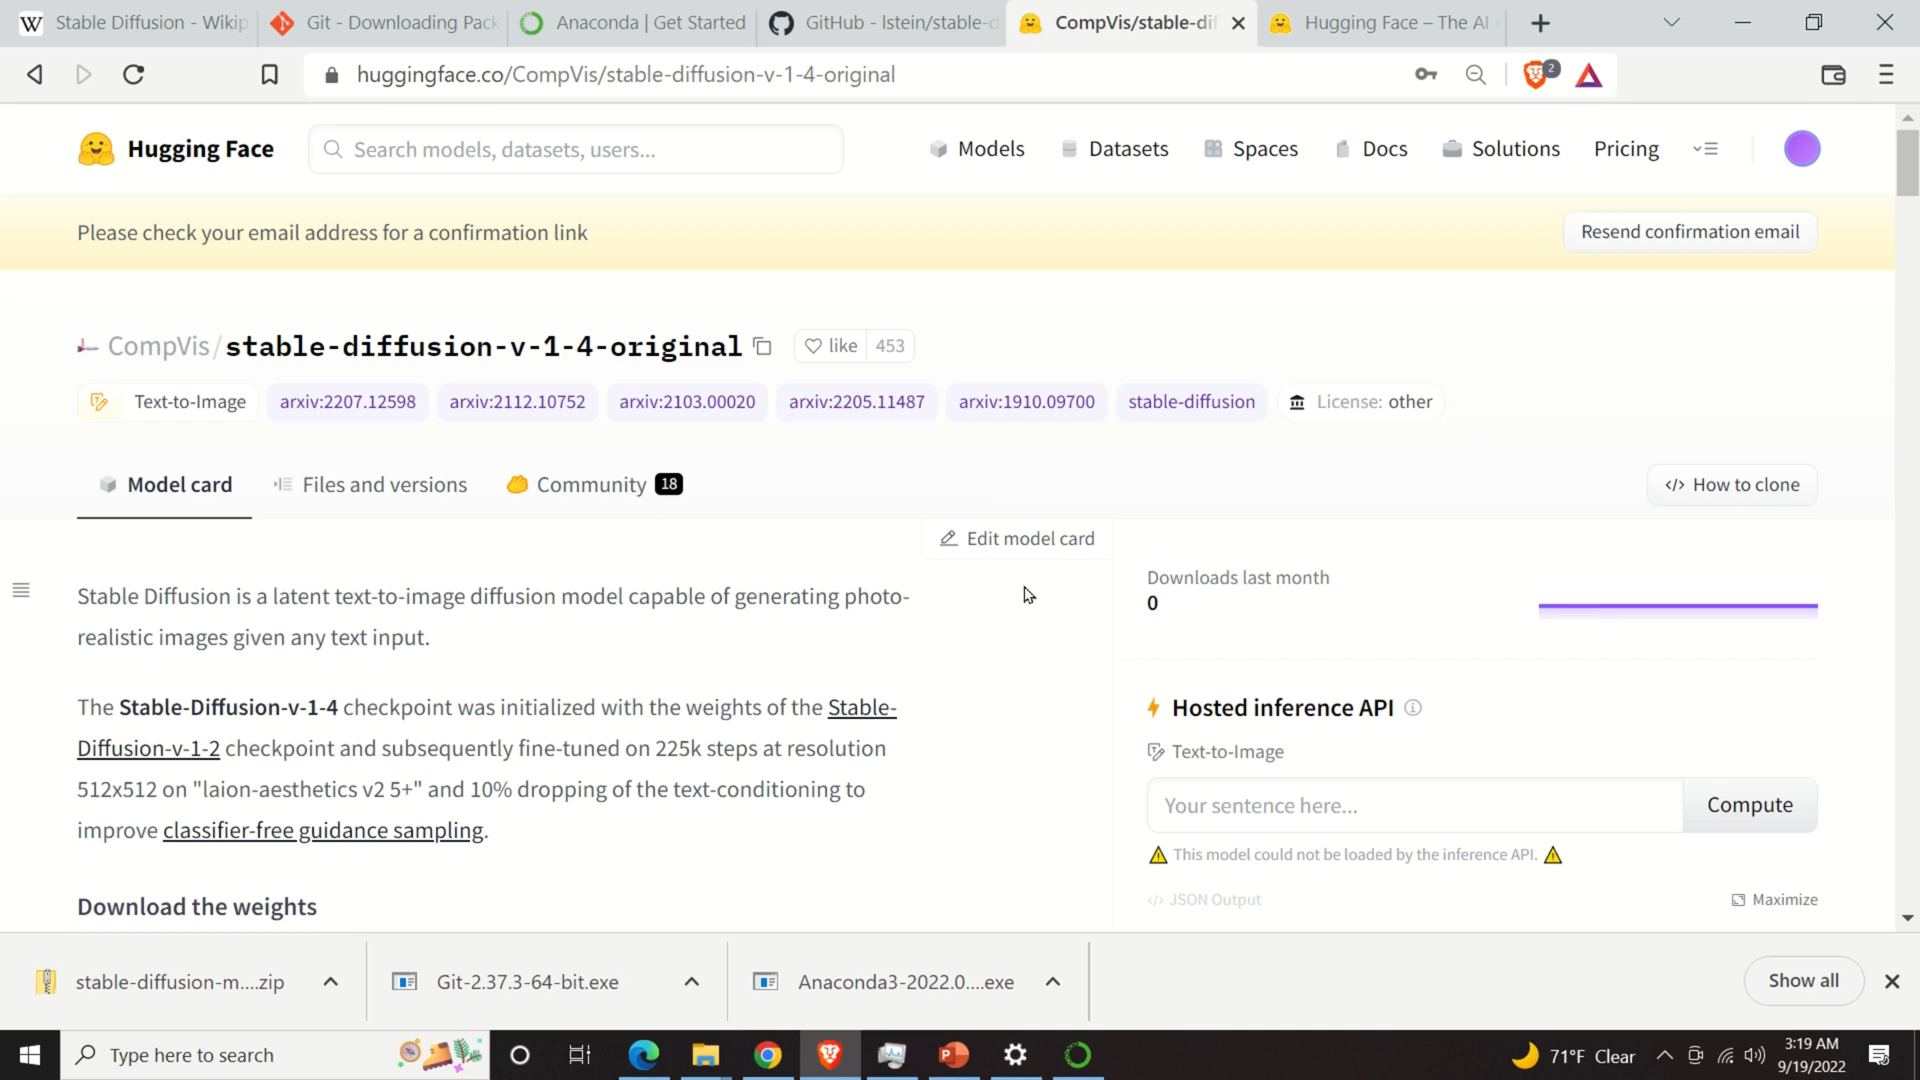 W Stable Diffusion - Wikip
Git - Downloading Pack
Anaconda | Get Started
GitHub - lstein/stable-d
CompVis/stable-dif
Hugging Face – The AI
huggingface.co/CompVis/stable-diffusion-v-1-4-original
2
Hugging Face
Search models, datasets, users...
Models
Datasets
Spaces
Docs
Solutions
Pricing
Please check your email address for a confirmation link
Resend confirmation email
CompVis/stable-diffusion-v-1-4-original
like 453
Text-to-Image
arxiv:2207.12598
arxiv:2112.10752
arxiv:2103.00020
arxiv:2205.11487
arxiv:1910.09700
stable-diffusion
License: other
Model card
Files and versions
Community 18
</> How to clone
Edit model card
Stable Diffusion is a latent text-to-image diffusion model capable of generating photo-
realistic images given any text input.
The Stable-Diffusion-v-1-4 checkpoint was initialized with the weights of the Stable-
Diffusion-v-1-2 checkpoint and subsequently fine-tuned on 225k steps at resolution
512x512 on "laion-aesthetics v2 5+" and 10% dropping of the text-conditioning to
improve classifier-free guidance sampling.
Download the weights
Downloads last month
0
Hosted inference API
Text-to-Image
Your sentence here...
Compute
This model could not be loaded by the inference API.
</> JSON Output
Maximize
stable-diffusion-m....zip
Git-2.37.3-64-bit.exe
Anaconda3-2022.0....exe
Show all
Type here to search
71°F Clear
3:19 AM
9/19/2022